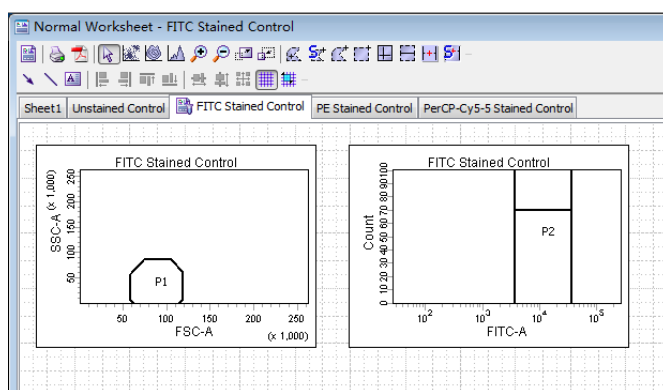 Normal Worksheet - FITC Stained Control
Sheet1 Unstained Control FITC Stained Control PE Stained Control PerCP-Cy5-5 Stained Control
FITC Stained Control
SSC-A (x 1,000)
250
200
150
100
50
P1
50 100 150 200 250
FSC-A
(x 1,000)
FITC Stained Control
Count
100
90
80
70
60
50
40
30
20
10
0
P2
10² 10³ 10⁴ 10⁵
FITC-A